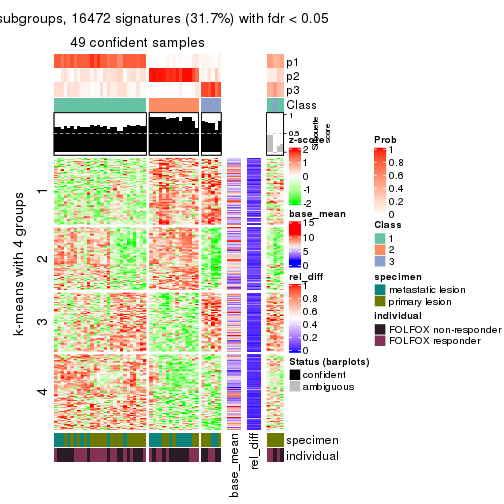 subgroups, 16472 signatures (31.7%) with fdr < 0.05
49 confident samples
p1
p2
p3
Class
1
0.5
0
Silhouette
score
k-means with 4 groups
1
2
3
4
z-score
2
1
0
-1
-2
base_mean
15
10
5
0
rel_diff
1
0.8
0.6
0.4
0.2
0
Status (barplots)
confident
ambiguous
Prob
1
0.8
0.6
0.4
0.2
0
Class
1
2
3
specimen
metastatic lesion
primary lesion
individual
FOLFOX non-responder
FOLFOX responder
specimen
individual
base_mean
rel_diff